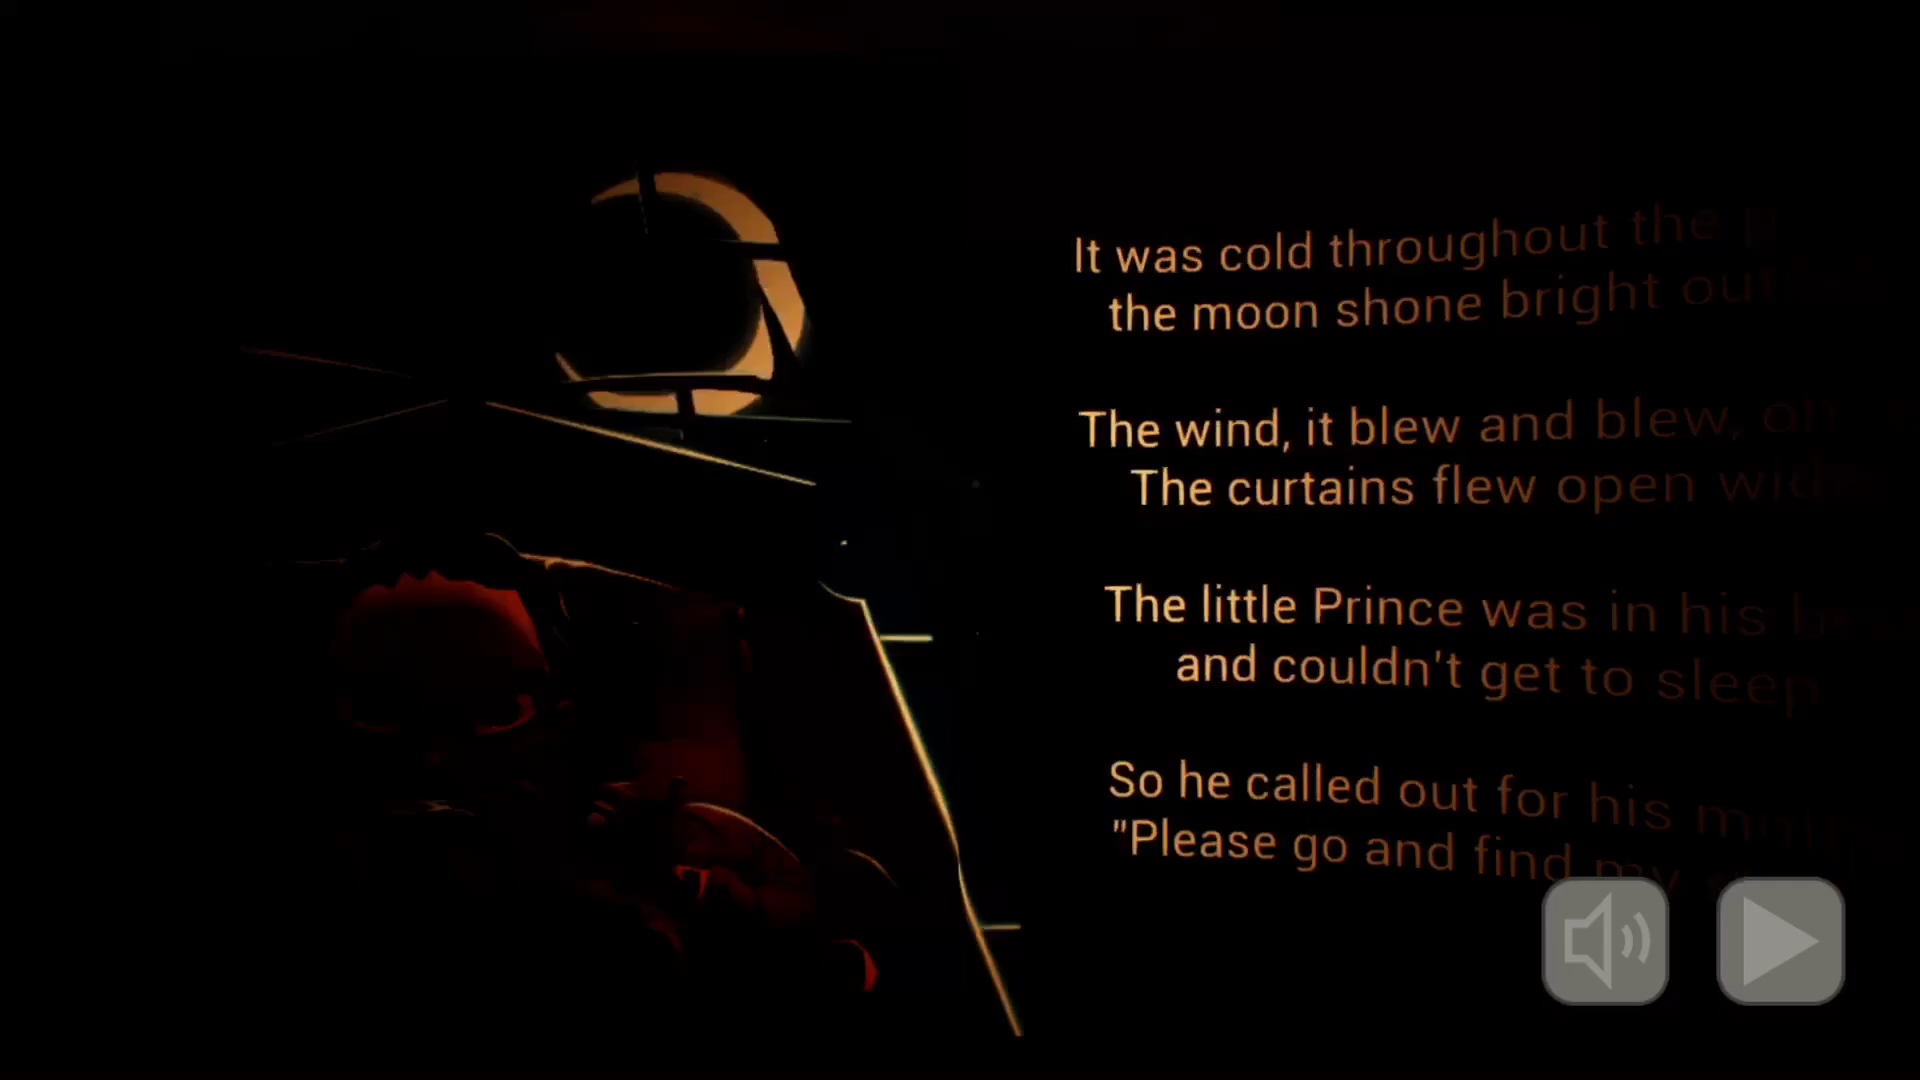 It was cold throughout the
the moon shone bright
The wind, it blew and blew,
The curtains flew open
The little Prince was in his
and couldn't get to sleep
So he called out for his
"Please go and find my